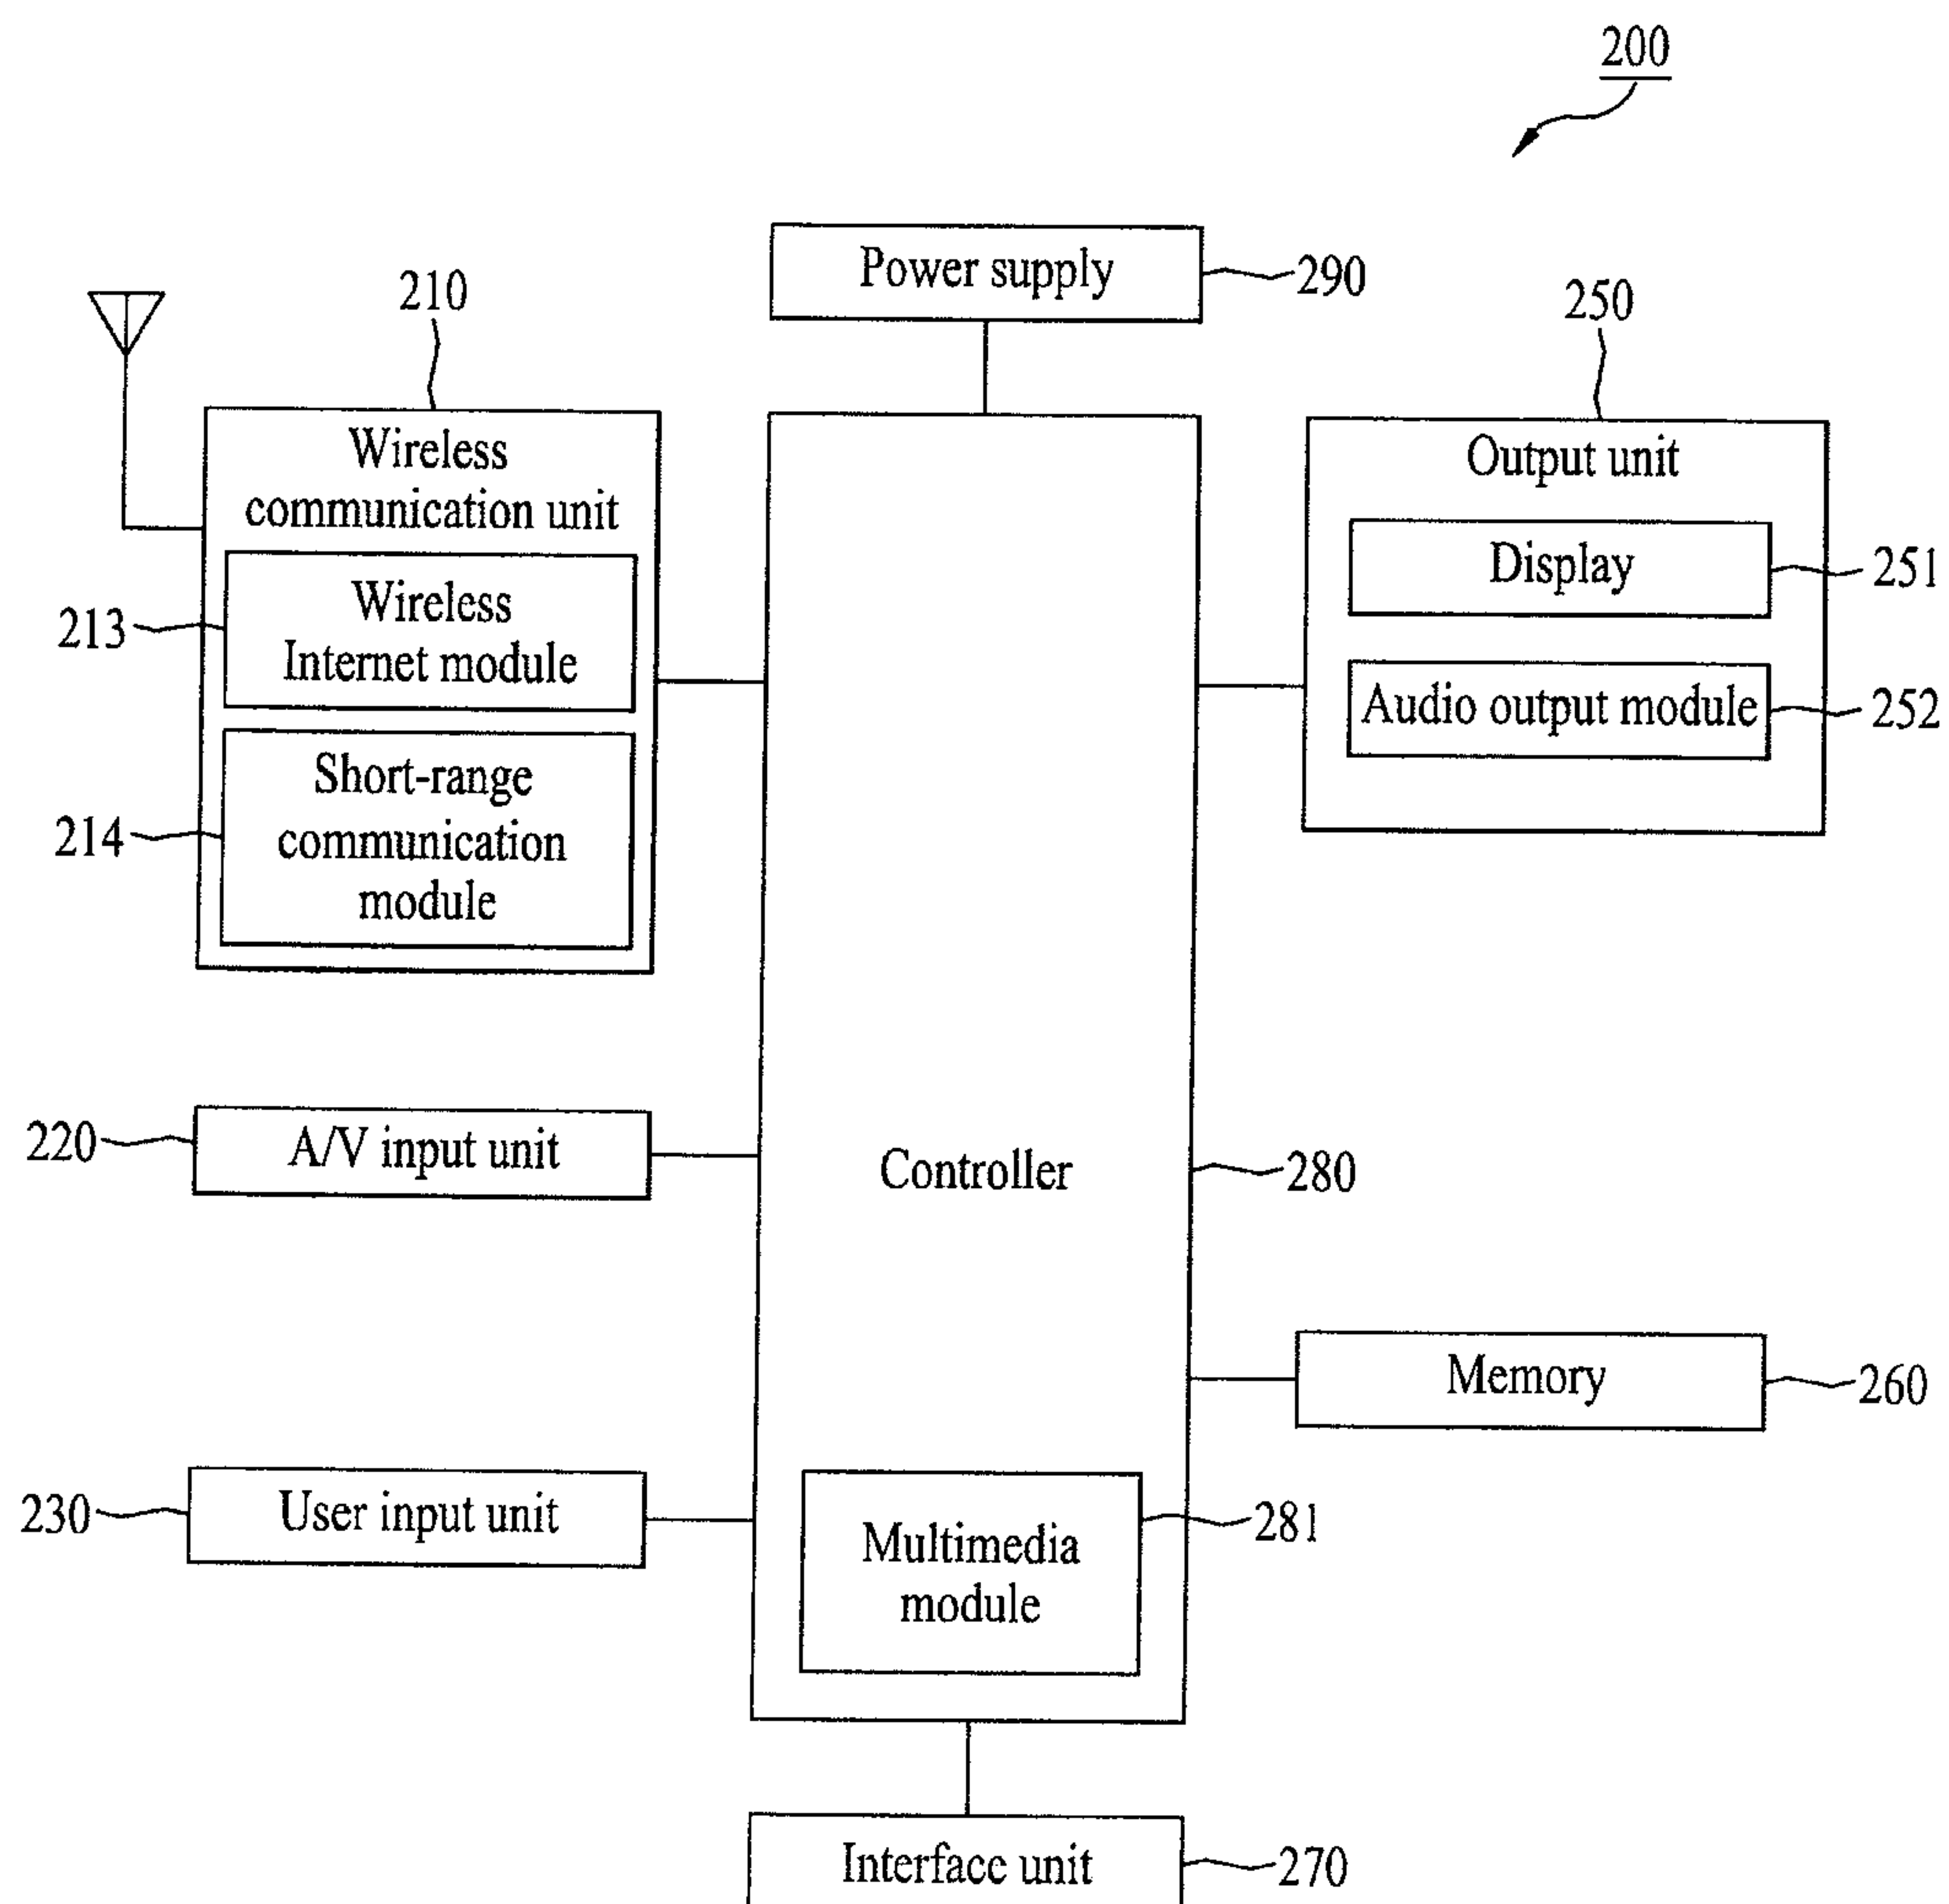 200
Power supply
290
210
250
Wireless
communication unit
Output unit
Display
251
213
Wireless
Internet module
Audio output module
252
214
Short-range
communication
module
220
A/V input unit
Controller
280
Memory
260
230
User input unit
281
Multimedia
module
Interface unit
270